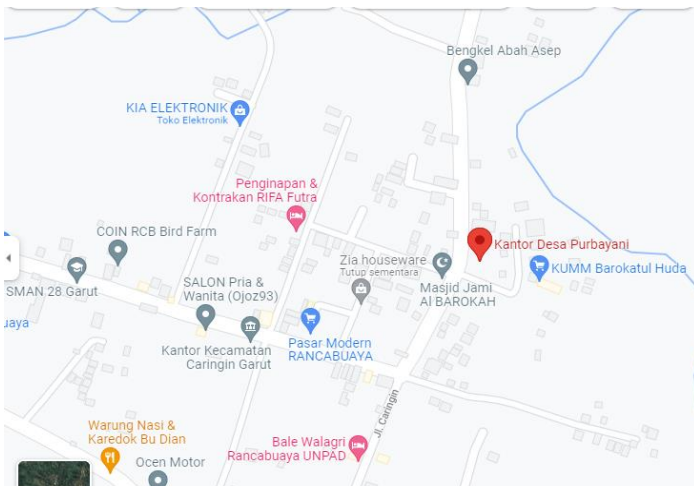 Bengkel Abah Asep
KIA ELEKTRONIK
Toko Elektronik
Penginapan &
Kontrakan RIFA Futra
COIN RCB Bird Farm
Kantor Desa Purbayani
Zia houseware
Tutup sementara
KUMM Barokatul Huda
SMAN 28 Garut
SALON Pria &
Wanita (Ojoz93)
Masjid Jami
Al BAROKAH
uaya
Pasar Modern
RANCABUAYA
Kantor Kecamatan
Caringin Garut
Jl. Caringin
Warung Nasi &
Karedok Bu Dian
Bale Walagri
Rancabuaya UNPAD
Ocen Motor